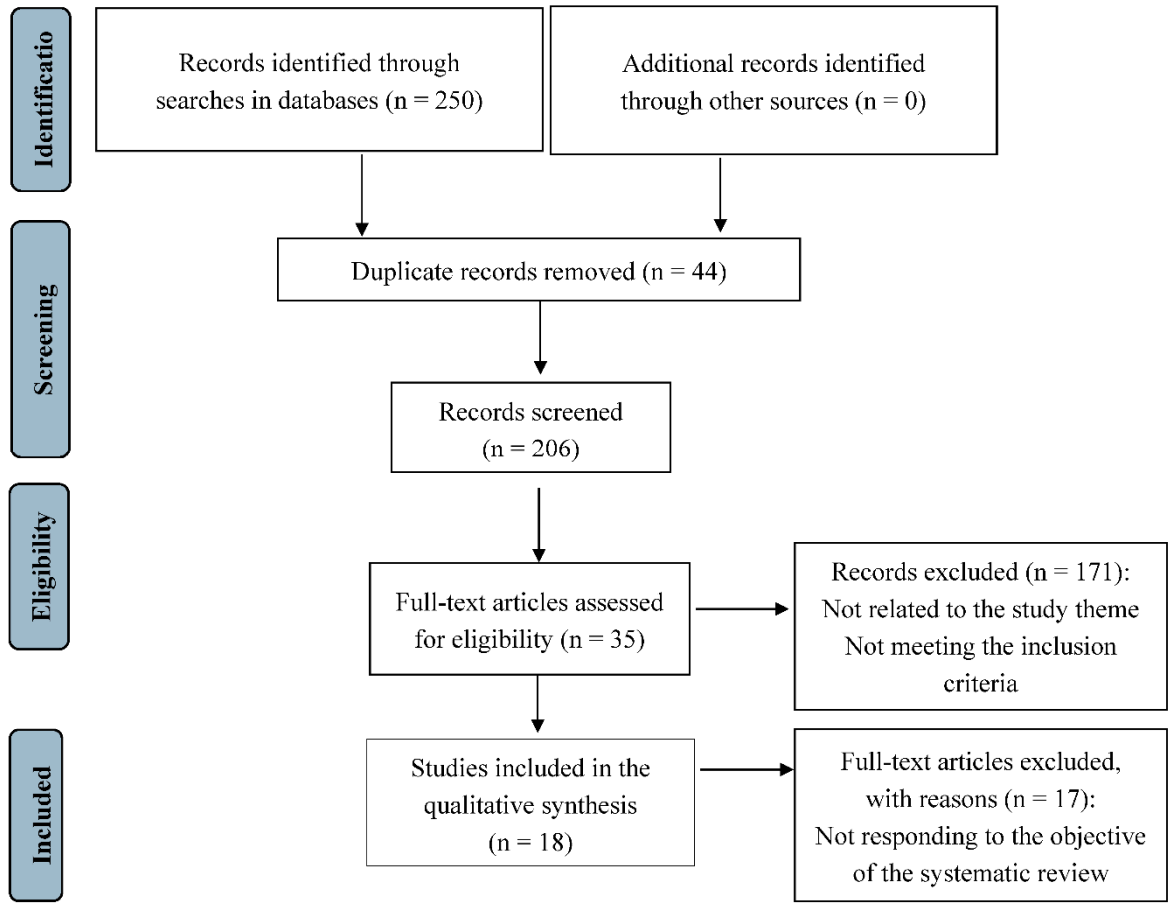 Identificatio
Records identified through
searches in databases (n = 250)
Additional records identified
through other sources (n = 0)
Screening
Duplicate records removed (n = 44)
Records screened
(n = 206)
Eligibility
Full-text articles assessed
for eligibility (n = 35)
Records excluded (n = 171):
Not related to the study theme
Not meeting the inclusion
criteria
Included
Studies included in the
qualitative synthesis
(n = 18)
Full-text articles excluded,
with reasons (n = 17):
Not responding to the objective
of the systematic review